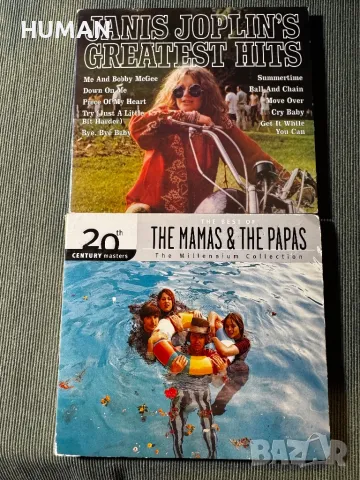 HUMAN
JANIS JOPLIN'S
GREATEST HITS
Me And Bobby McGee
Down On Me
Piece Of My Heart
Try (Just A Little
Bit Harder)
Bye, Bye Baby
Summertime
Ball And Chain
Move Over
Cry Baby
Get It While
You Can
20th
CENTURY masters
THE BEST OF
THE MAMAS & THE PAPAS
The Millennium Collection
BAZAR